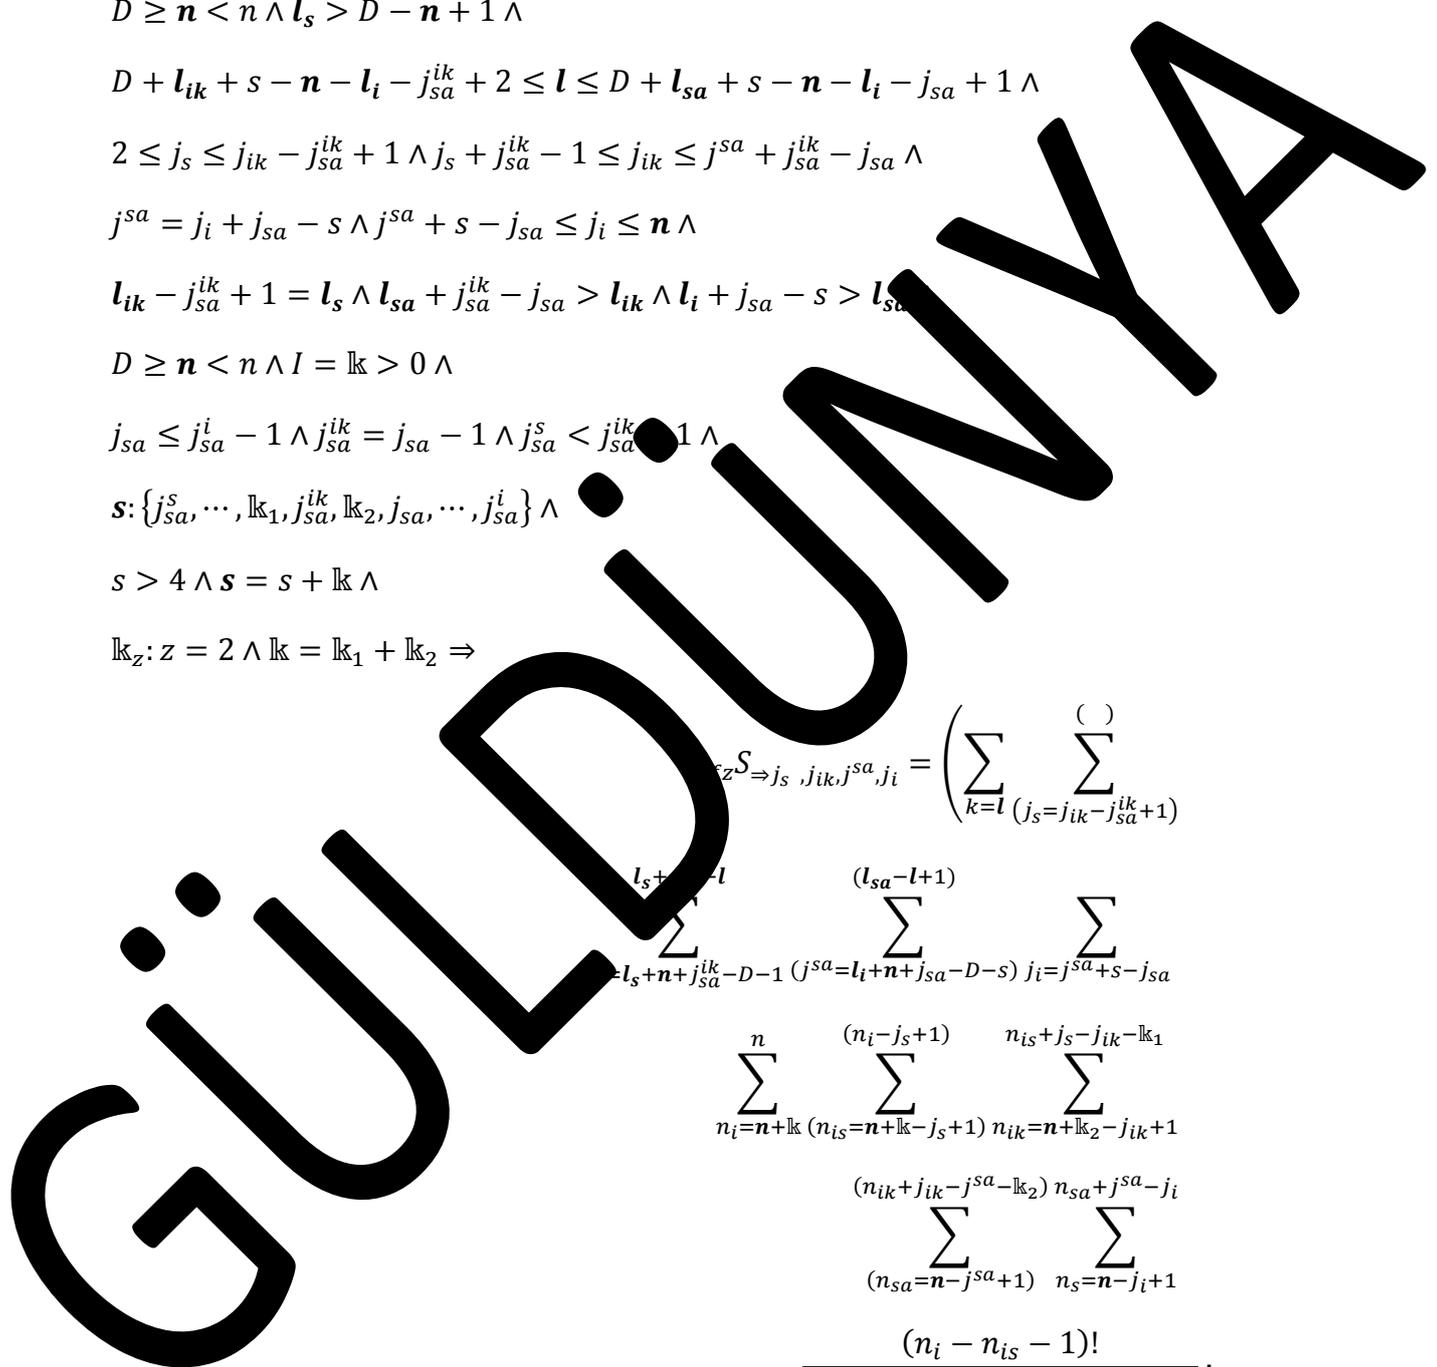 D ≥ n < n ∧ l_s > D − n + 1 ∧
D + l_ik + s − n − l_i − j_sa^ik + 2 ≤ l ≤ D + l_sa + s − n − l_i − j_sa + 1 ∧
2 ≤ j_s ≤ j_ik − j_sa^ik + 1 ∧ j_s + j_sa^ik − 1 ≤ j_ik ≤ j^sa + j_sa^ik − j_sa ∧
j^sa = j_i + j_sa − s ∧ j^sa + s − j_sa ≤ j_i ≤ n ∧
l_ik − j_sa^ik + 1 = l_s ∧ l_sa + j_sa^ik − j_sa > l_ik ∧ l_i + j_sa − s >
D ≥ n < n ∧ I = 𝕜 > 0 ∧
j_sa ≤ j_sa^i − 1 ∧ j_sa^ik = j_sa − 1 ∧ j_sa^s < j_sa^ik 1 ∧
s: {j_sa^s, ⋯ , 𝕜_1, j_sa^ik, 𝕜_2, j_sa, ⋯ , j_sa^i} ∧
s > 4 ∧ s = s + 𝕜 ∧
𝕜_z: z = 2 ∧ 𝕜 = 𝕜_1 + 𝕜_2 ⇒
GÜLDÜNYA
S_⇒j_s ,j_ik,j^sa,j_i = ( ∑ ∑
( )
k=l (j_s=j_ik−j_sa^ik+1)
(l_sa−l+1)
∑ ∑ ∑
=l_s+n+j_sa^ik−D−1 (j^sa=l_i+n+j_sa−D−s) j_i=j^sa+s−j_sa
n (n_i−j_s+1) n_is+j_s−j_ik−𝕜_1
∑ ∑ ∑
n_i=n+𝕜 (n_is=n+𝕜−j_s+1) n_ik=n+𝕜_2−j_ik+1
(n_ik+j_ik−j^sa−𝕜_2) n_sa+j^sa−j_i
∑ ∑
(n_sa=n−j^sa+1) n_s=n−j_i+1
(n_i − n_is − 1)!